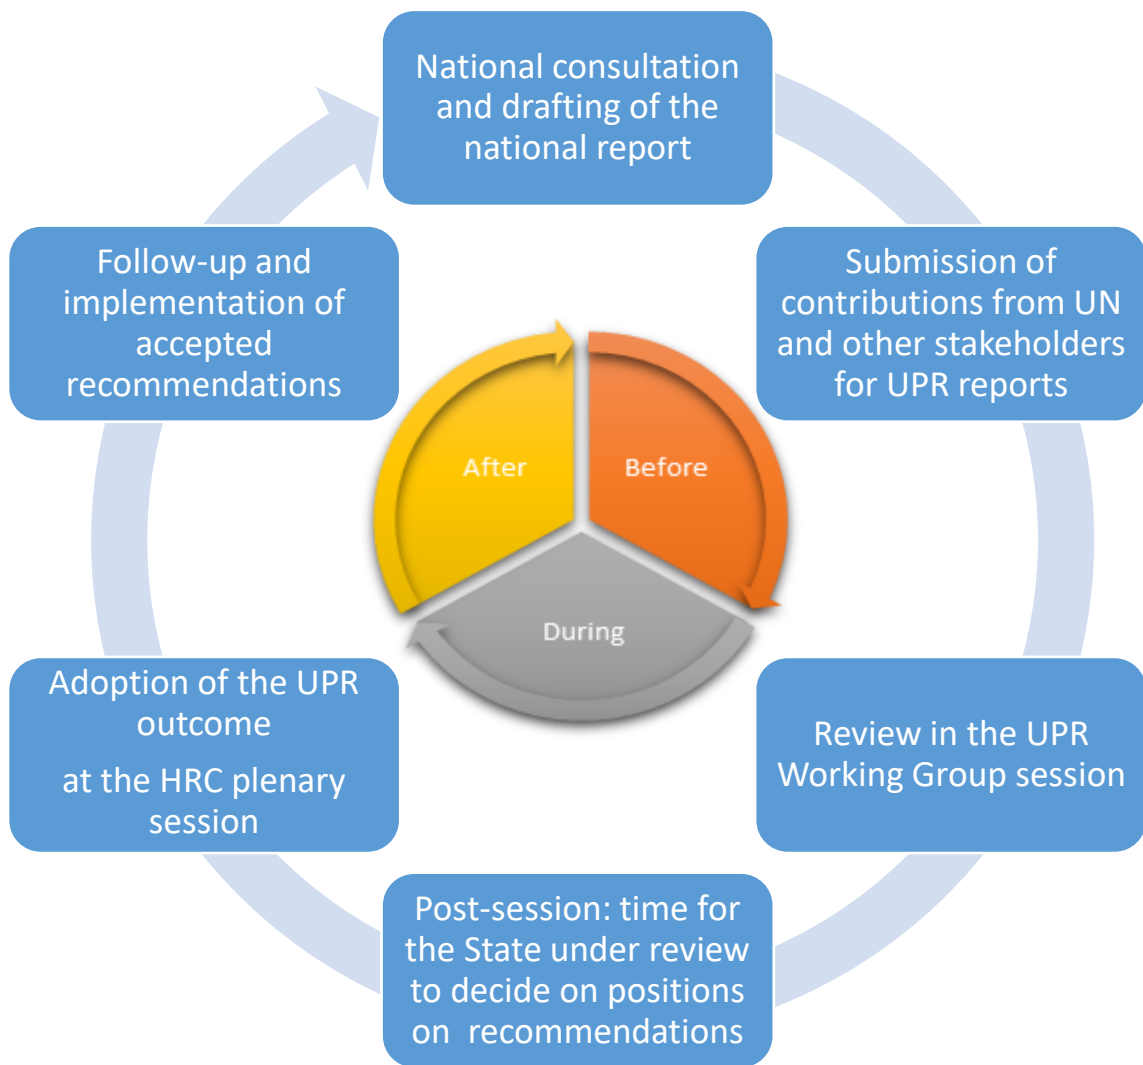 National consultation
and drafting of the
national report
Submission of
contributions from UN
and other stakeholders
for UPR reports
Review in the UPR
Working Group session
Post-session: time for
the State under review
to decide on positions
on  recommendations
Adoption of the UPR
outcome
at the HRC plenary
session
Follow-up and
implementation of
accepted
recommendations
Before
During
After